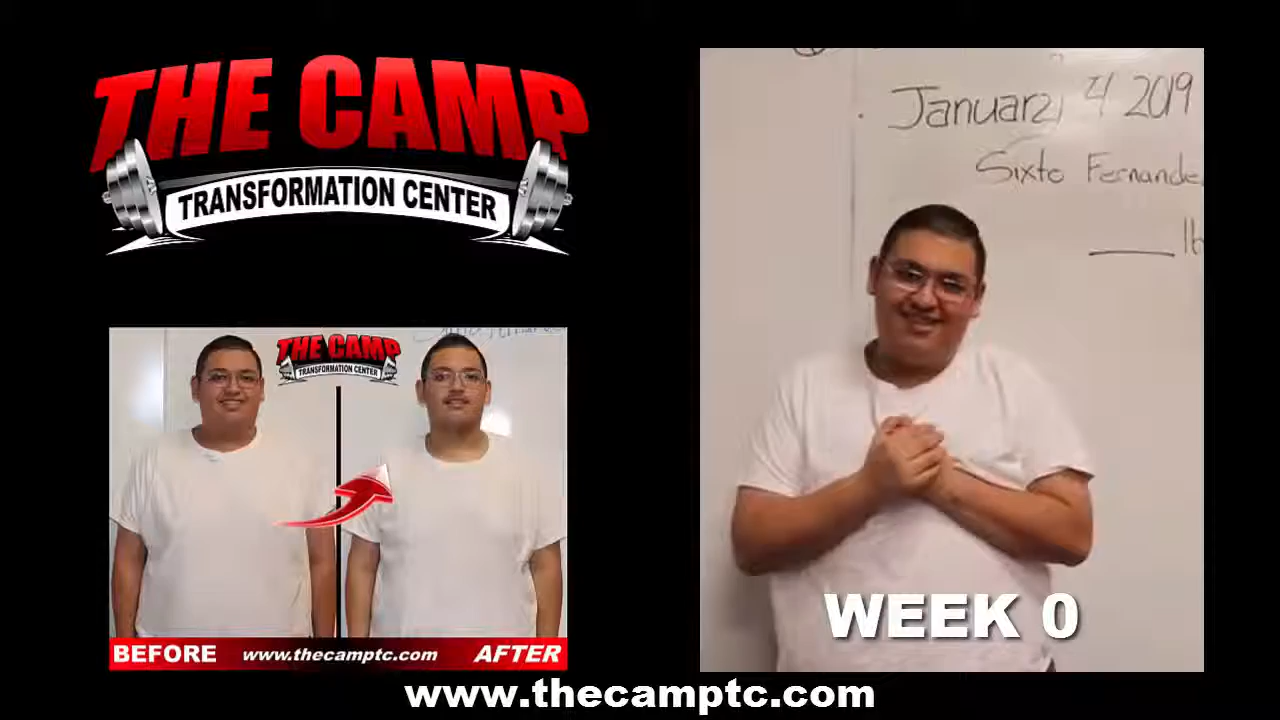 THE CAMP
TRANSFORMATION CENTER
January 4 2019
Sixto Fernande
lb
WEEK 0
THE CAMP
TRANSFORMATION CENTER
BEFORE www.thecamptc.com AFTER
www.thecamptc.com